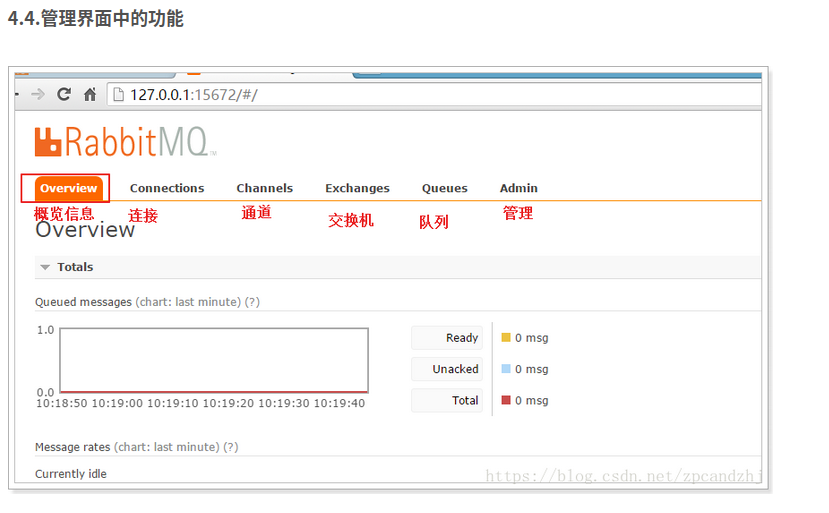 4.4.管理界面中的功能
127.0.0.1:15672/#/
RabbitMQ™
Overview Connections Channels Exchanges Queues Admin
概览信息 连接 通道 交换机 队列 管理
Overview
Totals
Queued messages (chart: last minute) (?)
1.0
0.0
10:18:50 10:19:00 10:19:10 10:19:20 10:19:30 10:19:40
Ready 0 msg
Unacked 0 msg
Total 0 msg
Message rates (chart: last minute) (?)
Currently idle
https://blog.csdn.net/zpcandzhj